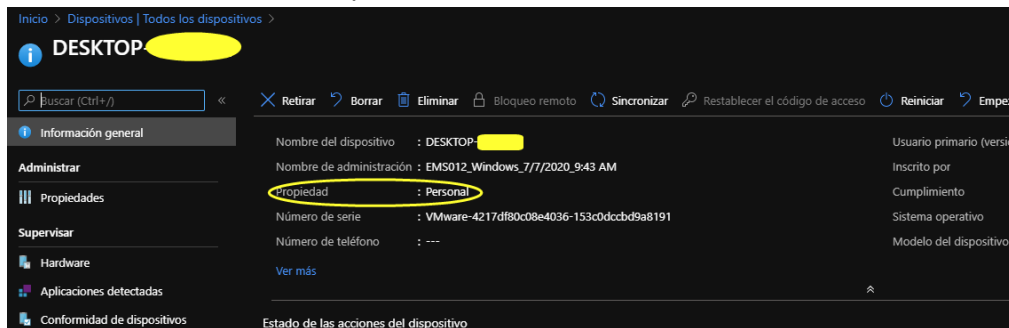 Inicio > Dispositivos | Todos los dispositivos >
DESKTOP-
Buscar (Ctrl+/) «
Retirar Borrar Eliminar Bloqueo remoto Sincronizar Restablecer el código de acceso Reiniciar Empe
Información general
Administrar
Propiedades
Supervisar
Hardware
Aplicaciones detectadas
Conformidad de dispositivos
Nombre del dispositivo : DESKTOP-
Nombre de administración : EMS012_Windows_7/7/2020_9:43 AM
Propiedad : Personal
Número de serie : VMware-4217df80c08e4036-153c0dccbd9a8191
Número de teléfono : ---
Ver más
Usuario primario (versi
Inscrito por
Cumplimiento
Sistema operativo
Modelo del dispositivo
Estado de las acciones del dispositivo